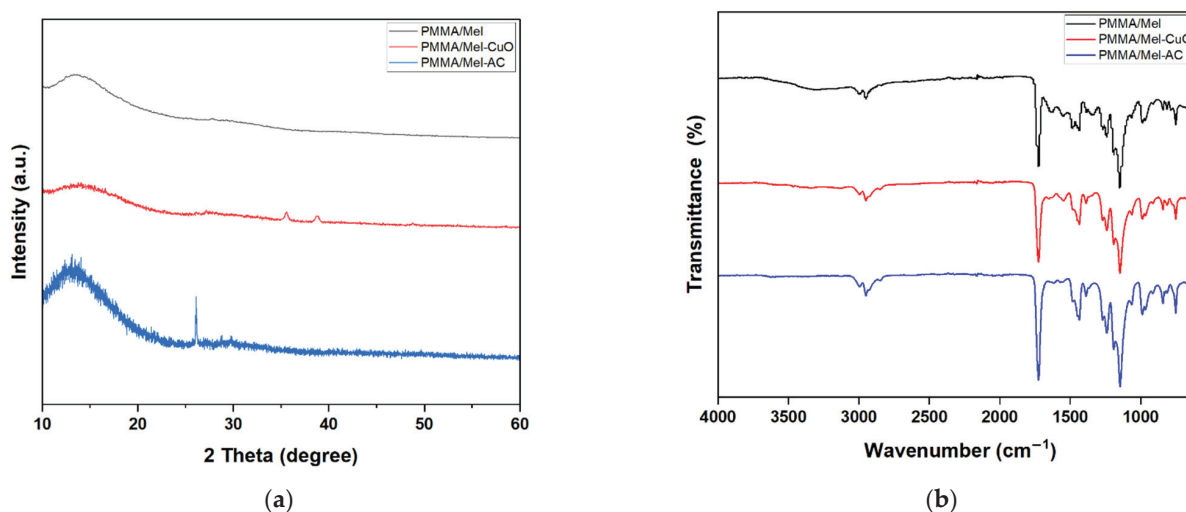 PMMA/Mel
PMMA/Mel-CuO
PMMA/Mel-AC
Intensity (a.u.)
10 20 30 40 50 60
2 Theta (degree)
(a)
PMMA/Mel
PMMA/Mel-CuO
PMMA/Mel-AC
Transmittance (%)
4000 3500 3000 2500 2000 1500 1000
Wavenumber (cm⁻¹)
(b)